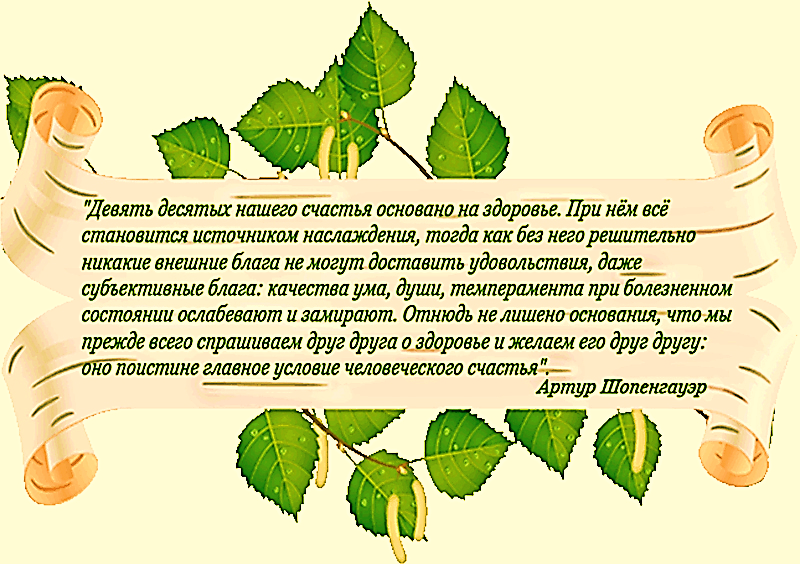 "Девять десятых нашего счастья основано на здоровье. При нём всё
становится источником наслаждения, тогда как без него решительно
никакие внешние блага не могут доставить удовольствия, даже
субъективные блага: качества ума, души, темперамента при болезненном
состоянии ослабевают и замирают. Отнюдь не лишено основания, что мы
прежде всего спрашиваем друг друга о здоровье и желаем его друг другу:
оно поистине главное условие человеческого счастья".
Артур Шопенгауэр